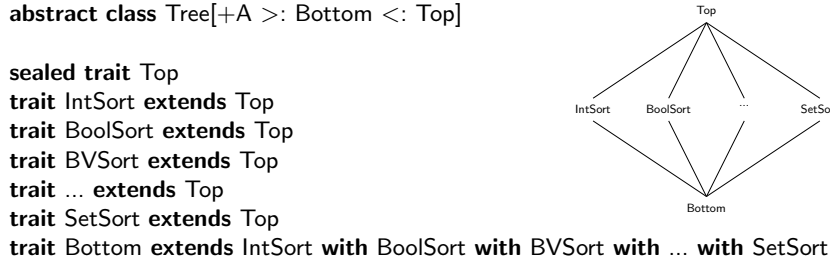 abstract class Tree[+A >: Bottom <: Top]
sealed trait Top
trait IntSort extends Top
trait BoolSort extends Top
trait BVSort extends Top
trait ... extends Top
trait SetSort extends Top
trait Bottom extends IntSort with BoolSort with BVSort with ... with SetSort
Top
IntSort BoolSort ... SetSo
Bottom